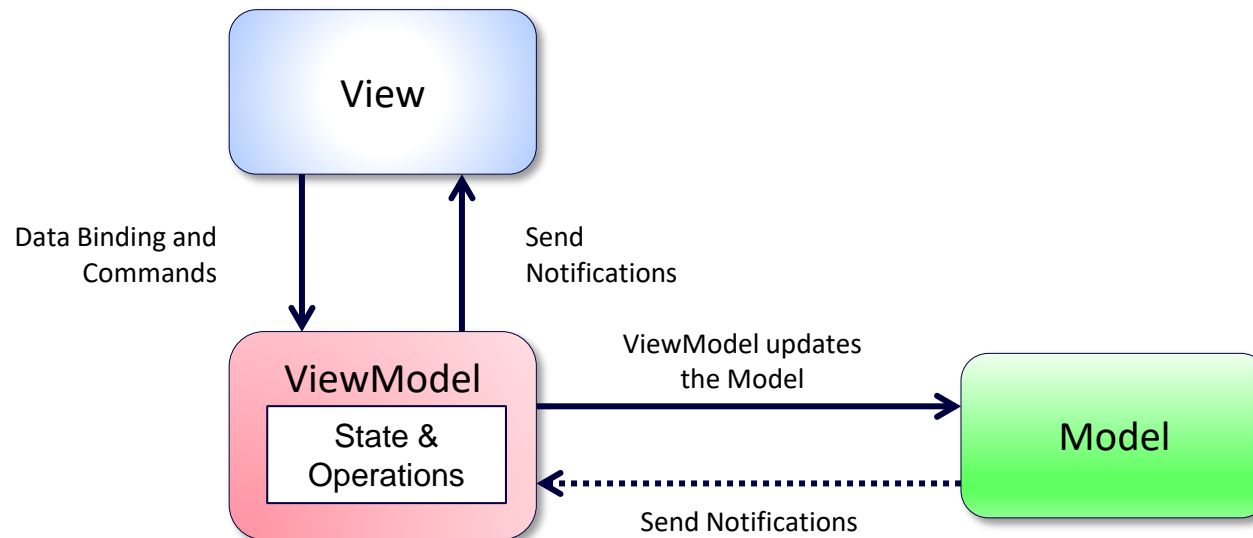 View
Data Binding and
Commands
Send
Notifications
ViewModel
State &
Operations
ViewModel updates
the Model
Model
Send Notifications